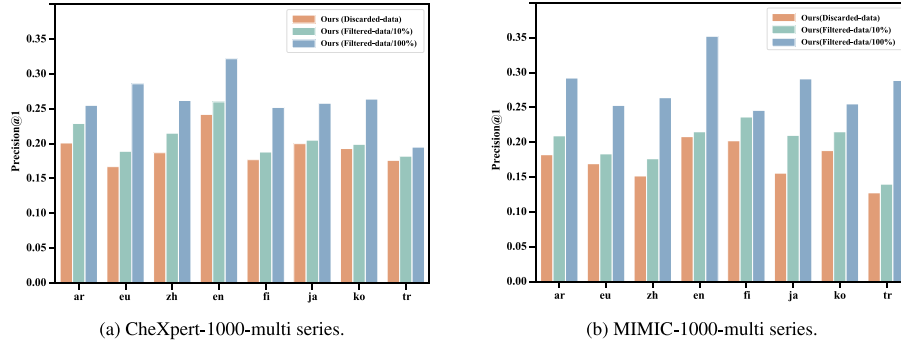 Ours (Discarded-data)
Ours (Filtered-data/10%)
Ours (Filtered-data/100%)
Precision@1
0.35
0.30
0.25
0.20
0.15
0.10
0.05
0.00
ar eu zh en fi ja ko tr
(a) CheXpert-1000-multi series.
Ours(Discarded-data)
Ours(Filtered-data/10%)
Ours(Filtered-data/100%)
Precision@1
0.35
0.30
0.25
0.20
0.15
0.10
0.05
0.00
ar eu zh en fi ja ko tr
(b) MIMIC-1000-multi series.